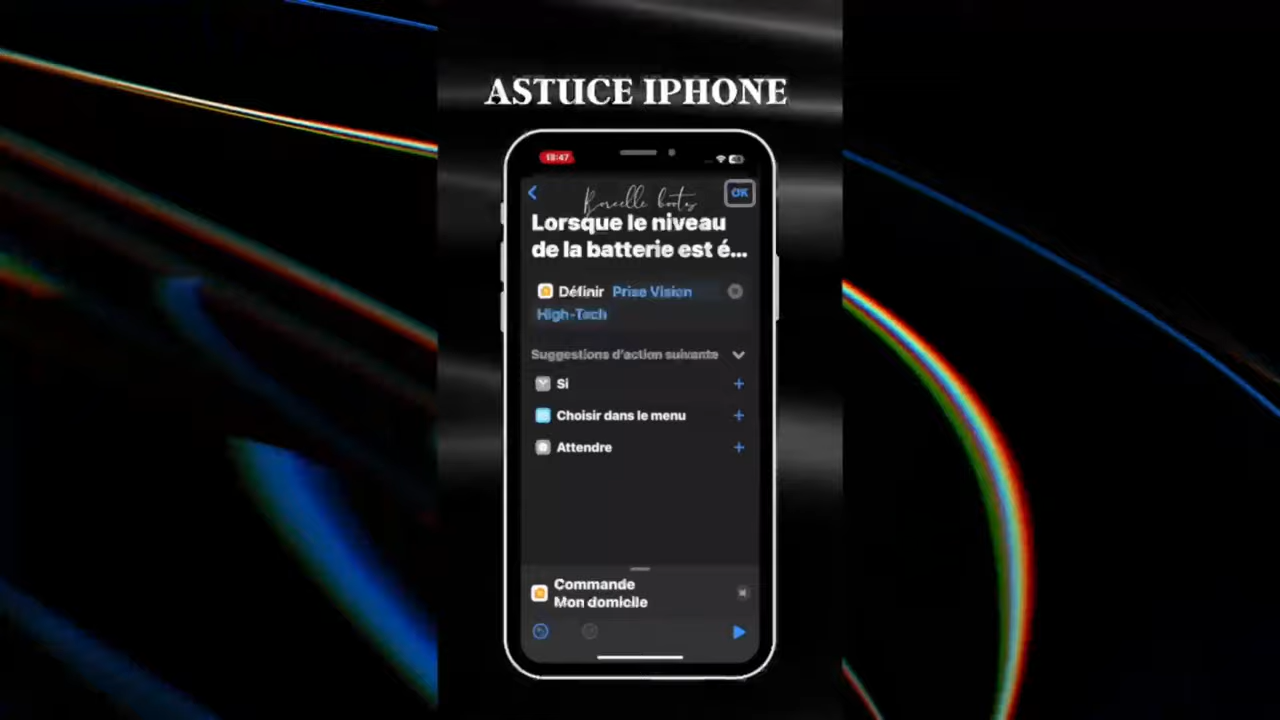 ASTUCE IPHONE
18:47
OK
Lorsque le niveau
de la batterie est é...
Définir Prise Vision
High-Tech
Suggestions d'action suivante
Si
Choisir dans le menu
Attendre
Commande
Mon domicile